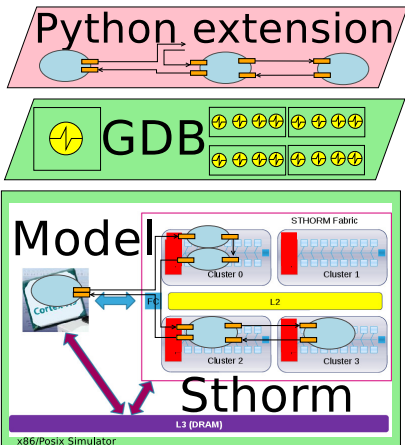 Python extension
GDB
Model
STHORM Fabric
Cluster 0
Cluster 1
FC
L2
Cluster 2
Cluster 3
Sthorm
L3 (DRAM)
x86/Posix Simulator